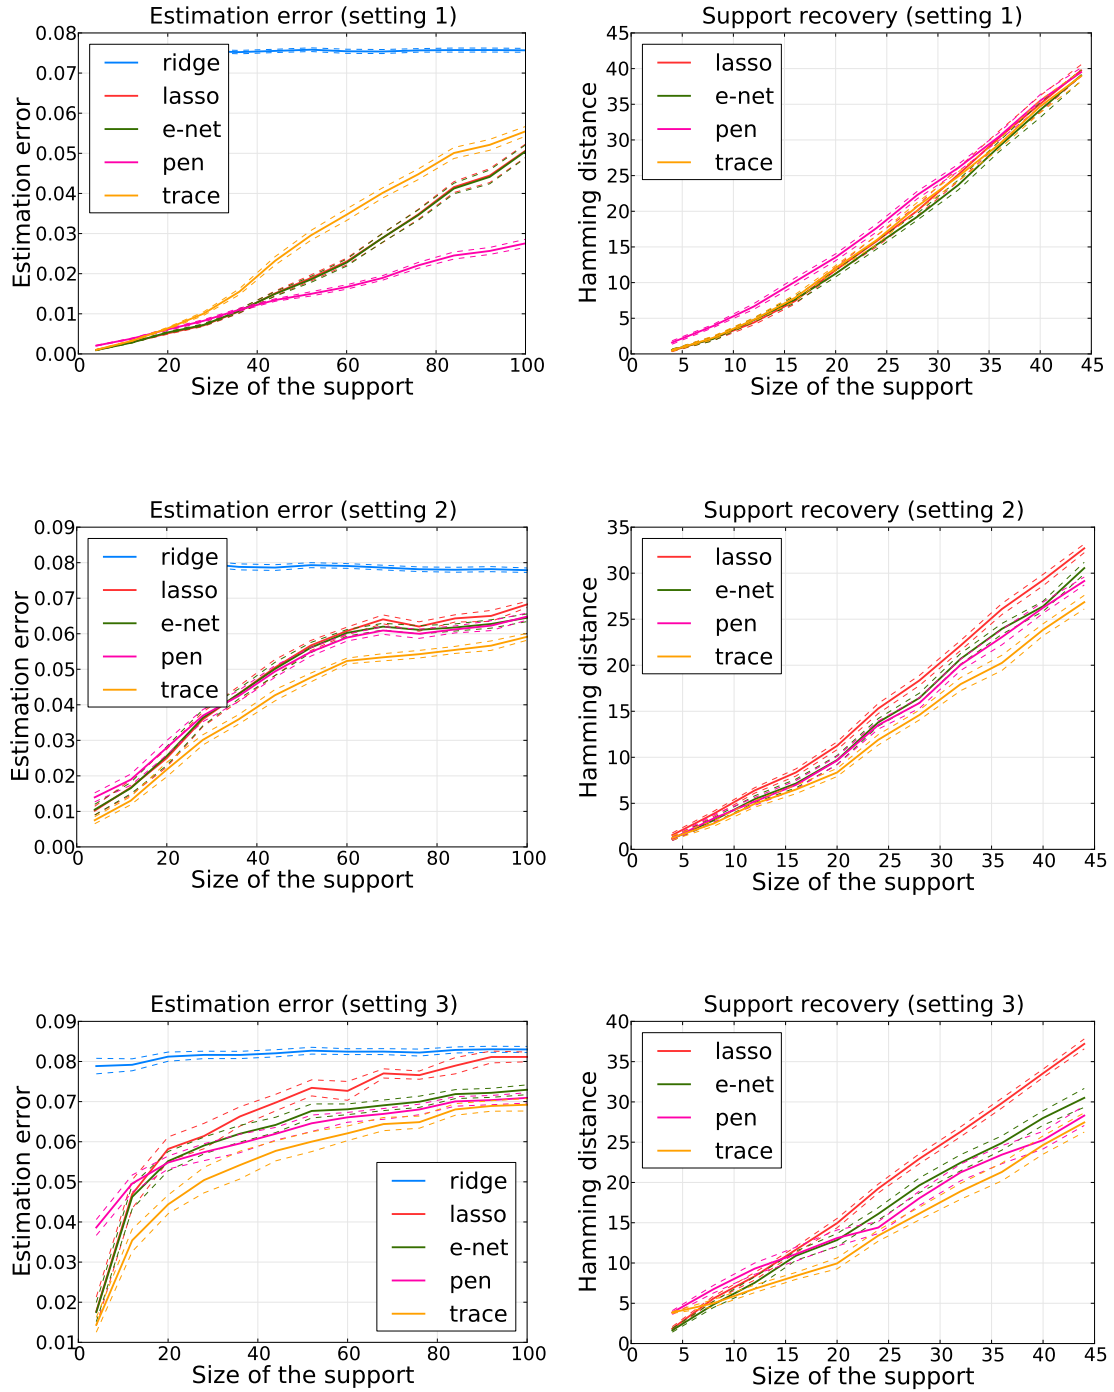 Estimation error (setting 1)
Estimation error
0.08
0.07
0.06
0.05
0.04
0.03
0.02
0.01
0.00
ridge
lasso
e-net
pen
trace
0 20 40 60 80 100
Size of the support
Support recovery (setting 1)
Hamming distance
45
40
35
30
25
20
15
10
5
0
lasso
e-net
pen
trace
0 5 10 15 20 25 30 35 40 45
Size of the support
Estimation error (setting 2)
Estimation error
0.09
0.08
0.07
0.06
0.05
0.04
0.03
0.02
0.01
0.00
ridge
lasso
e-net
pen
trace
0 20 40 60 80 100
Size of the support
Support recovery (setting 2)
Hamming distance
35
30
25
20
15
10
5
0
lasso
e-net
pen
trace
0 5 10 15 20 25 30 35 40 45
Size of the support
Estimation error (setting 3)
Estimation error
0.09
0.08
0.07
0.06
0.05
0.04
0.03
0.02
0.01
ridge
lasso
e-net
pen
trace
0 20 40 60 80 100
Size of the support
Support recovery (setting 3)
Hamming distance
40
35
30
25
20
15
10
5
0
lasso
e-net
pen
trace
0 5 10 15 20 25 30 35 40 45
Size of the support